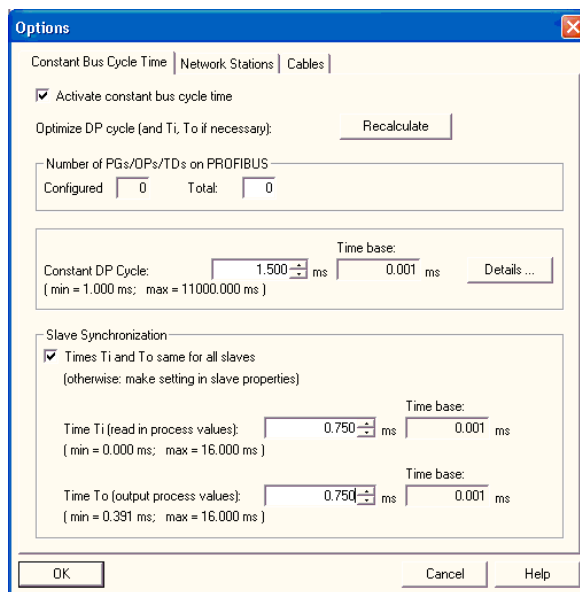 Options
Constant Bus Cycle Time Network Stations Cables
Activate constant bus cycle time
Optimize DP cycle (and Ti, To if necessary): Recalculate
Number of PGs/OPs/TDs on PROFIBUS
Configured 0 Total: 0
Time base:
Constant DP Cycle: 1.500 ms 0.001 ms Details ...
( min = 1.000 ms; max = 11000.000 ms )
Slave Synchronization
Times Ti and To same for all slaves
(otherwise: make setting in slave properties)
Time base:
Time Ti (read in process values): 0.750 ms 0.001 ms
( min = 0.000 ms; max = 16.000 ms )
Time base:
Time To (output process values): 0.750 ms 0.001 ms
( min = 0.391 ms; max = 16.000 ms )
OK Cancel Help